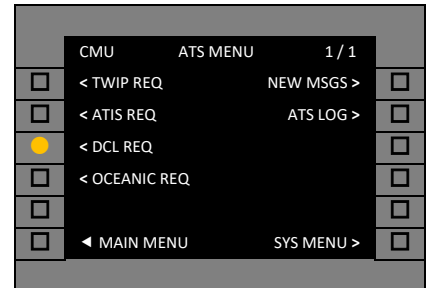 CMU ATS MENU 1 / 1
< TWIP REQ NEW MSGS >
< ATIS REQ ATS LOG >
< DCL REQ
< OCEANIC REQ
◄ MAIN MENU SYS MENU >